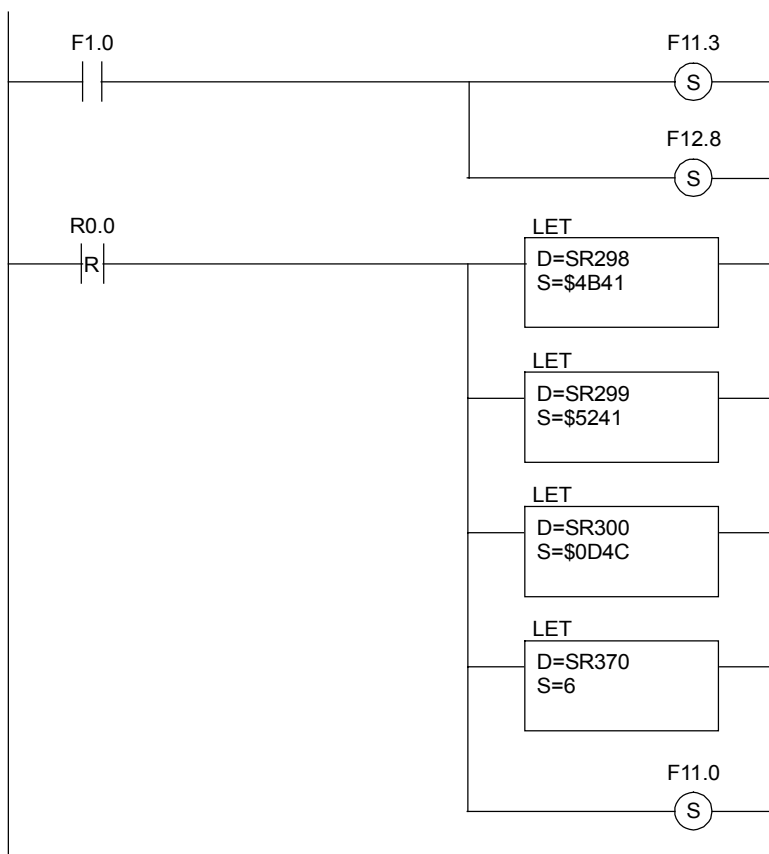 F1.0
F11.3
S
F12.8
S
R0.0
R
LET
D=SR298
S=$4B41
LET
D=SR299
S=$5241
LET
D=SR300
S=$0D4C
LET
D=SR370
S=6
F11.0
S